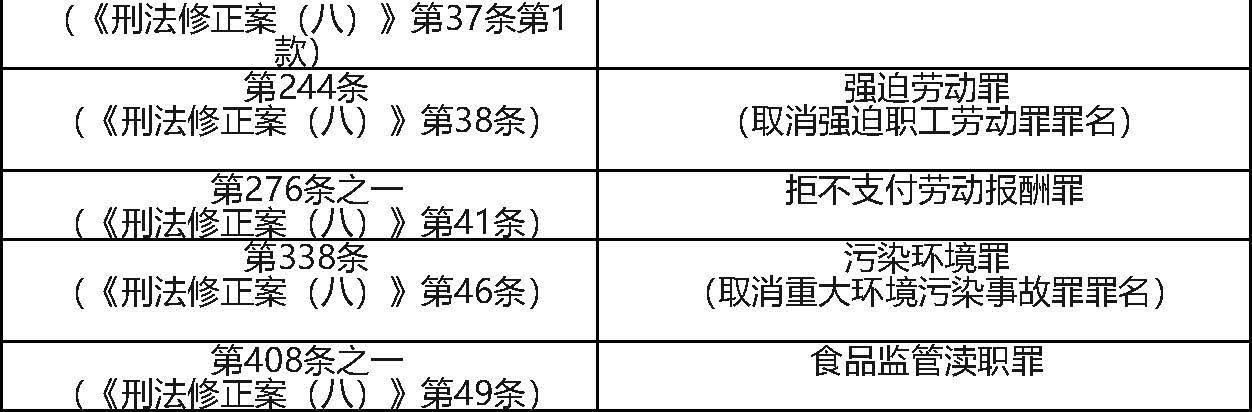 （《刑法修正案（八）》第37条第1
款）
第244条
（《刑法修正案（八）》第38条）
强迫劳动罪
（取消强迫职工劳动罪罪名）
第276条之一
（《刑法修正案（八）》第41条）
拒不支付劳动报酬罪
第338条
（《刑法修正案（八）》第46条）
污染环境罪
（取消重大环境污染事故罪罪名）
第408条之一
（《刑法修正案（八）》第49条）
食品监管渎职罪